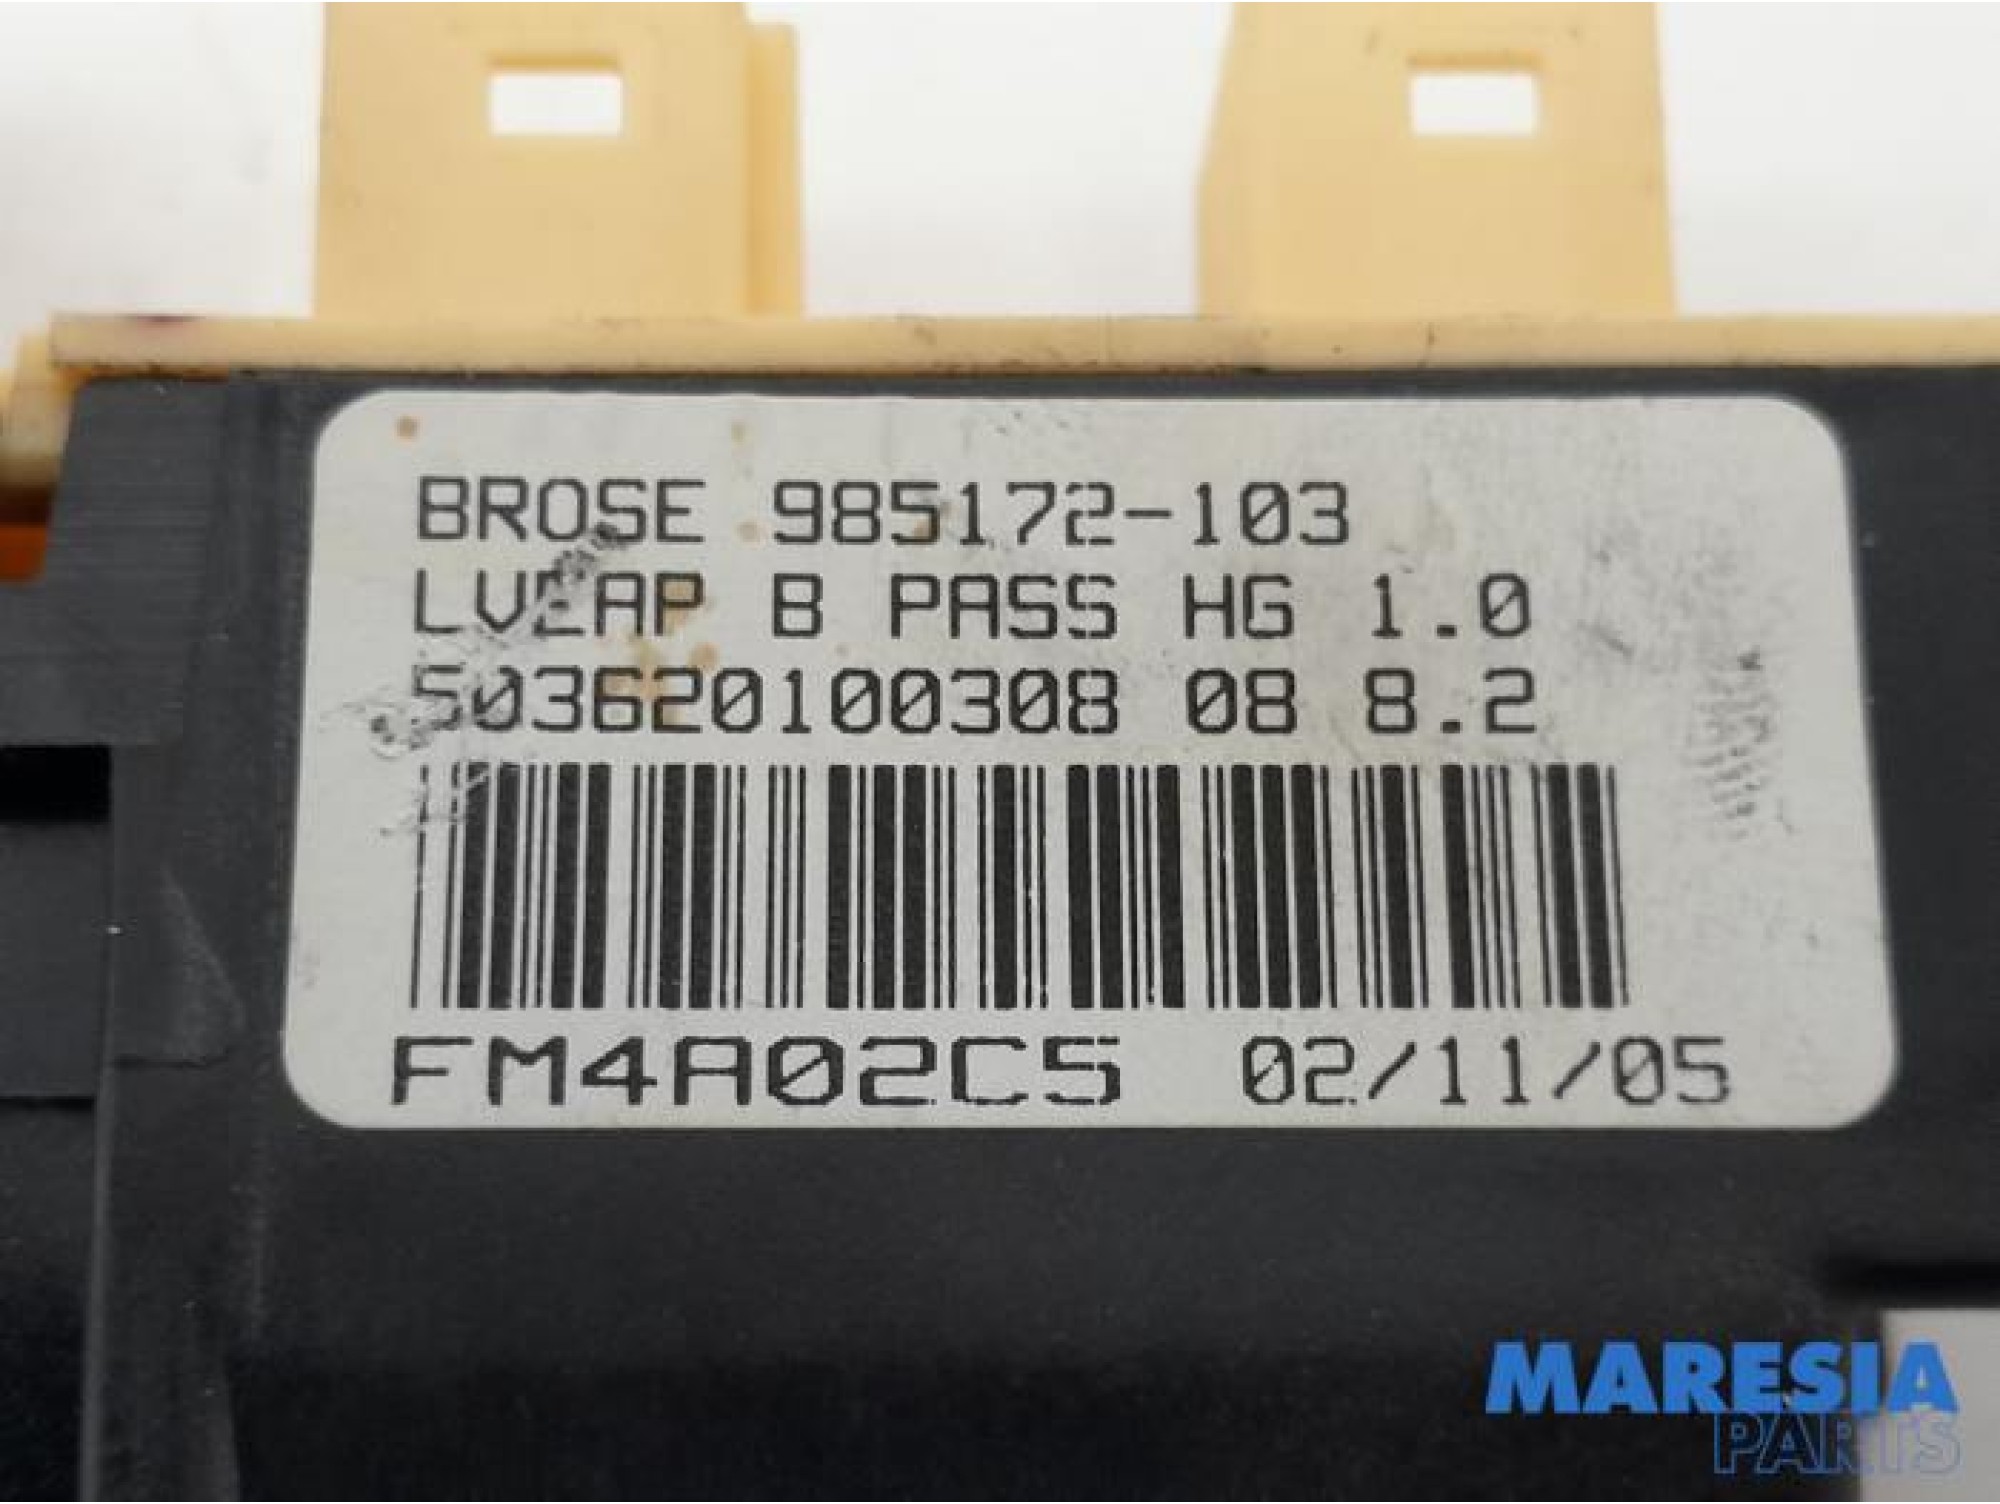 BROSE 985172-103
LVEAP B PASS HG 1.0
503620100308 08 8.2
FM4A02C5 02/11/05
MARESIA
PARTS